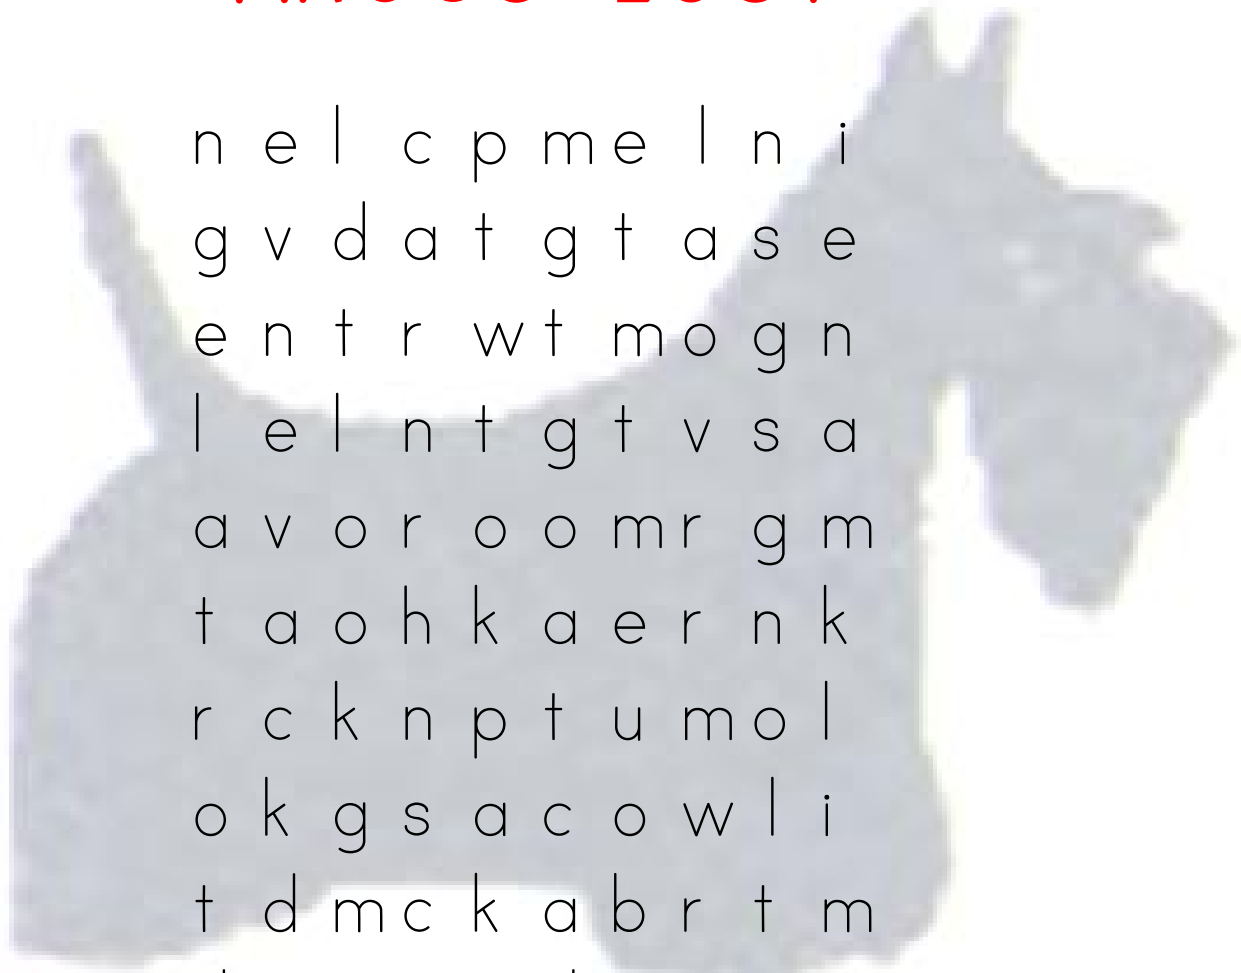 n e l c p m e l n i
g v d a t g t a s e
e n t r w t m o g n
l e l n t g t v s a
a v o r o o m r g m
t a o h k a e r n k
r c k n p t u m o l
o k g s a c o w l i
t d m c k a b r t m